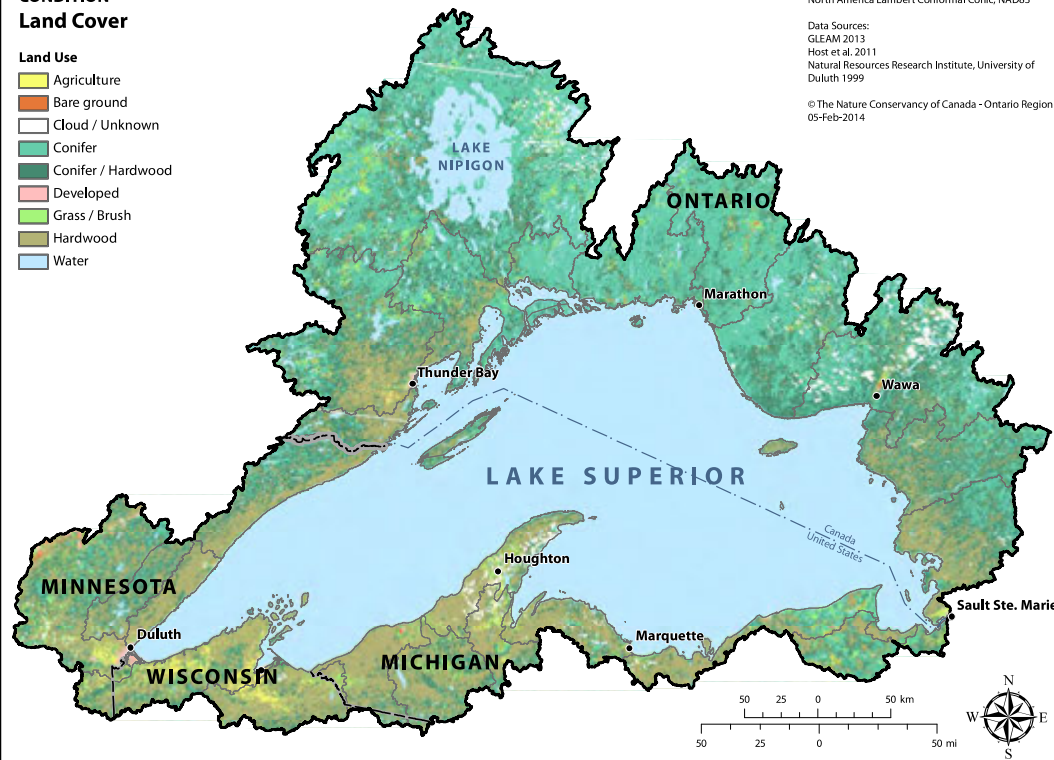 CONDITION
Land Cover
Land Use
Agriculture
Bare ground
Cloud / Unknown
Conifer
Conifer / Hardwood
Developed
Grass / Brush
Hardwood
Water
North America Lambert Conformal Conic, NAD83
Data Sources:
GLEAM 2013
Host et al. 2011
Natural Resources Research Institute, University of
Duluth 1999
© The Nature Conservancy of Canada - Ontario Region
05-Feb-2014
LAKE
NIPIGON
ONTARIO
Marathon
Thunder Bay
Wawa
LAKE SUPERIOR
Canada
United States
Houghton
MINNESOTA
Sault Ste. Marie
Duluth
Marquette
MICHIGAN
WISCONSIN
50 25 0 50 km
50 25 0 50 mi
N
W E
S